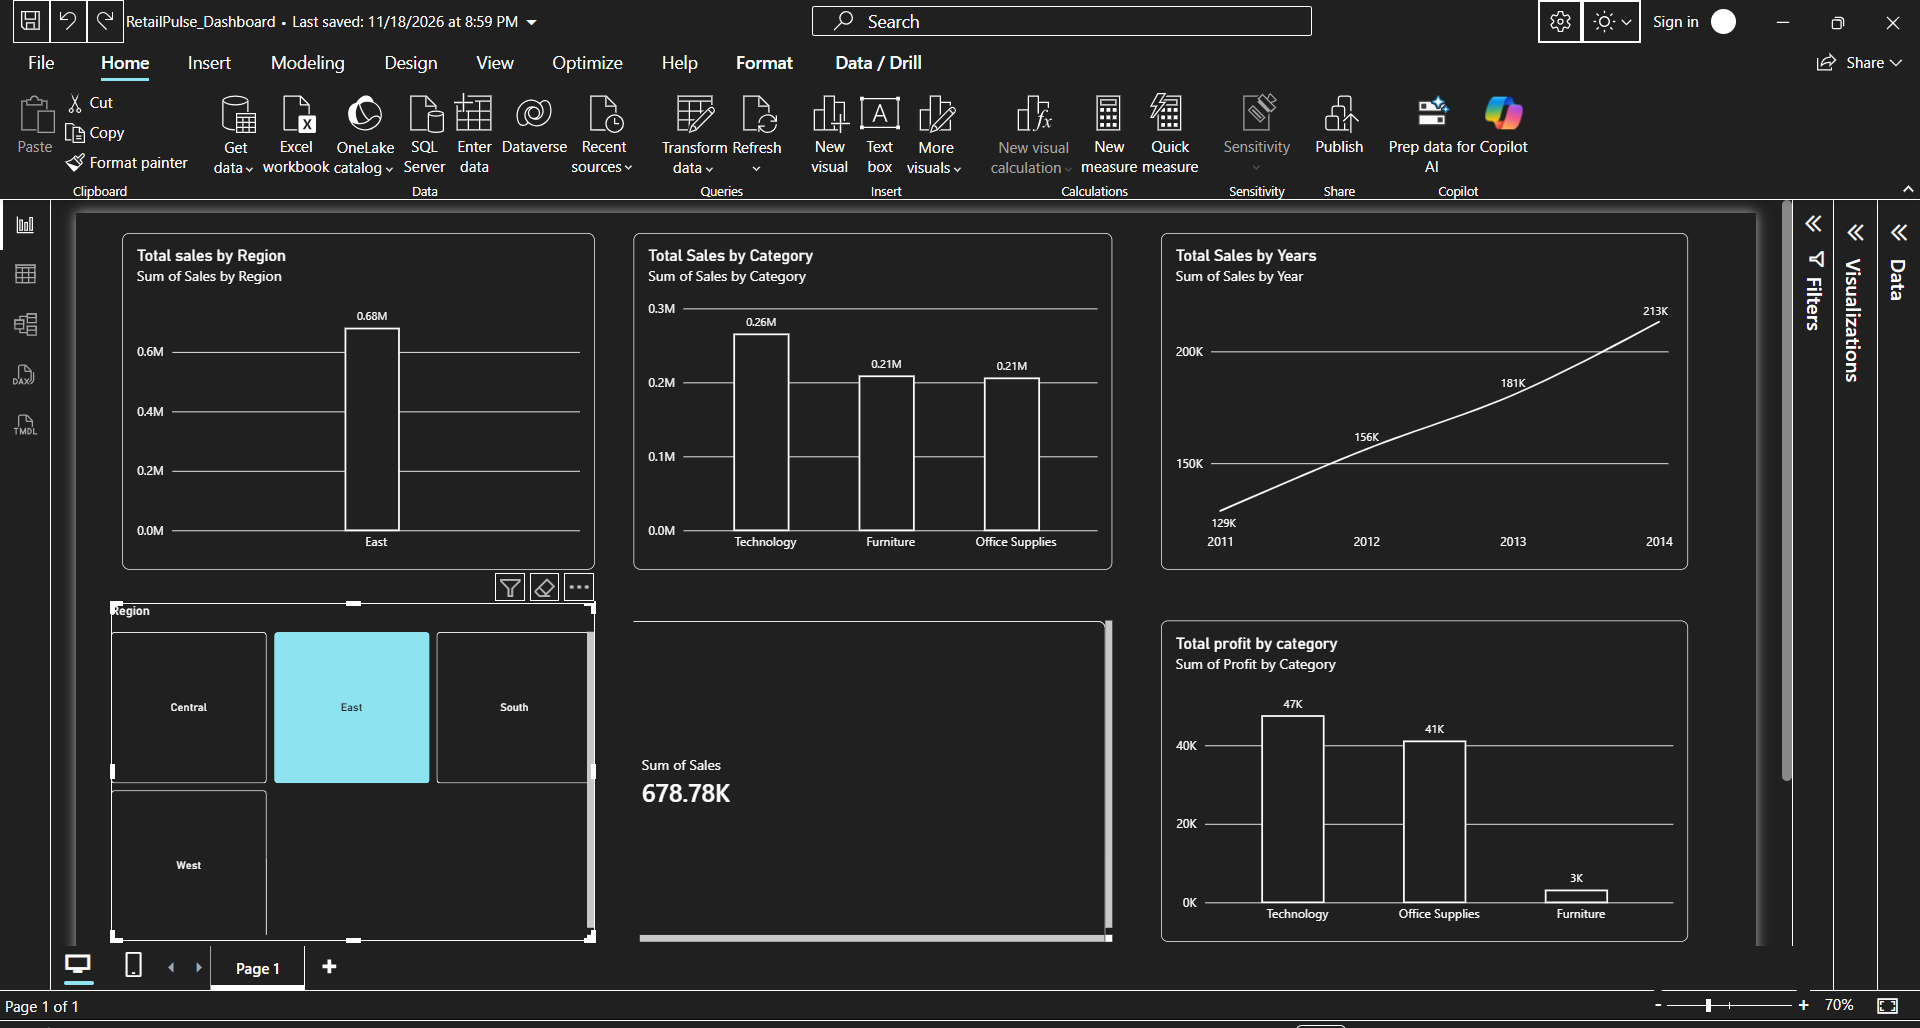 RetailPulse_Dashboard • Last saved: 11/18/2026 at 8:59 PM
Search
Sign in
File Home Insert Modeling Design View Optimize Help Format Data / Drill
Share
Paste
Cut
Copy
Format painter
Clipboard
Get data
Excel workbook
OneLake catalog
SQL Server
Enter data
Dataverse
Recent sources
Data
Transform data
Refresh
Queries
New visual
Text box
More visuals
Insert
New visual calculation
New measure
Quick measure
Calculations
Sensitivity
Sensitivity
Publish
Share
Prep data for AI
Copilot
Copilot
DAX
TMDL
Total sales by Region
Sum of Sales by Region
0.68M
0.6M
0.4M
0.2M
0.0M
East
Total Sales by Category
Sum of Sales by Category
0.3M
0.26M
0.21M
0.21M
0.2M
0.1M
0.0M
Technology Furniture Office Supplies
Total Sales by Years
Sum of Sales by Year
213K
200K
181K
156K
150K
129K
2011 2012 2013 2014
Filters
Visualizations
Data
Region
Central
East
South
West
Sum of Sales
678.78K
Total profit by category
Sum of Profit by Category
47K
41K
40K
20K
3K
0K
Technology Office Supplies Furniture
Page 1
Page 1 of 1
70%